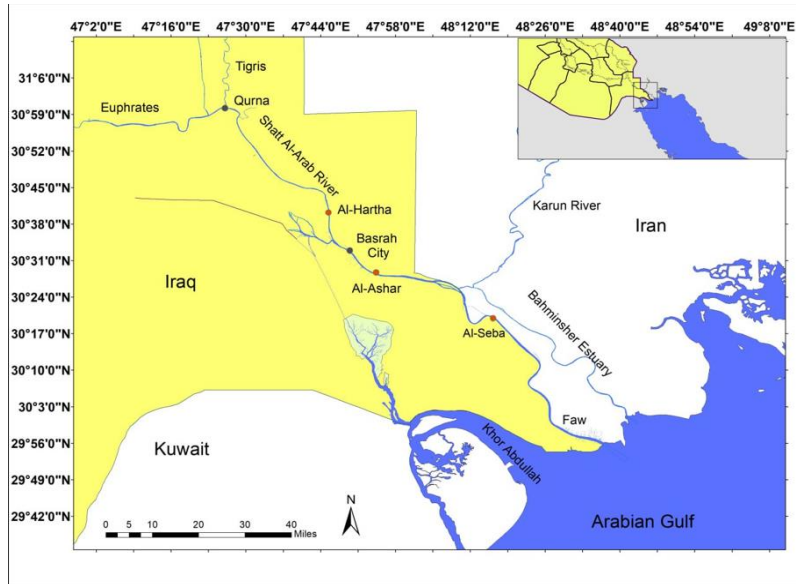 47°2'0"E 47°16'0"E 47°30'0"E 47°44'0"E 47°58'0"E 48°12'0"E 48°26'0"E 48°40'0"E 48°54'0"E 49°8'0"E
31°6'0"N
30°59'0"N
30°52'0"N
30°45'0"N
30°38'0"N
30°31'0"N
30°24'0"N
30°17'0"N
30°10'0"N
30°3'0"N
29°56'0"N
29°49'0"N
29°42'0"N
Tigris
Qurna
Euphrates
Shatt Al-Arab River
Al-Hartha
Karun River
Basrah
City
Iran
Iraq
Al-Ashar
Al-Seba
Bahminsher Estuary
Faw
Kuwait
Khor Abdullah
N
Arabian Gulf
0 5 10 20 30 40
Miles